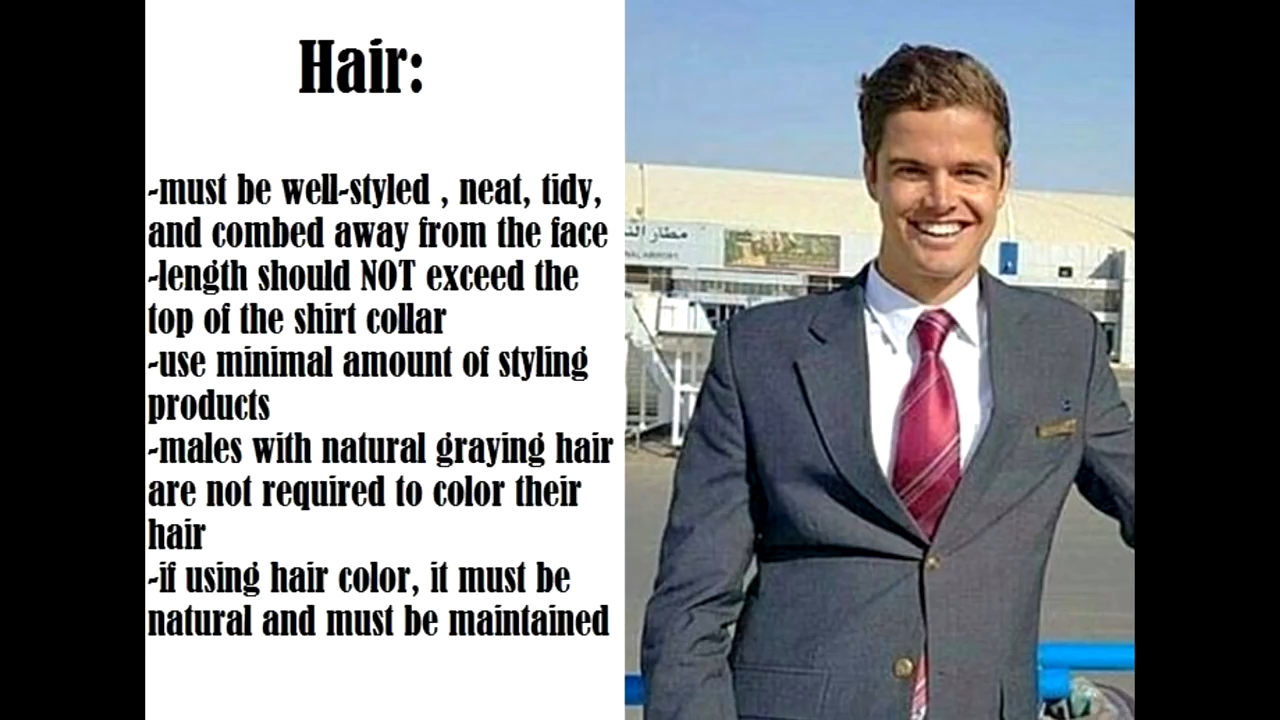 Hair:
-must be well-styled , neat, tidy,
and combed away from the face
-length should NOT exceed the
top of the shirt collar
-use minimal amount of styling
products
-males with natural graying hair
are not required to color their
hair
-if using hair color, it must be
natural and must be maintained
مطار
AIRPORT